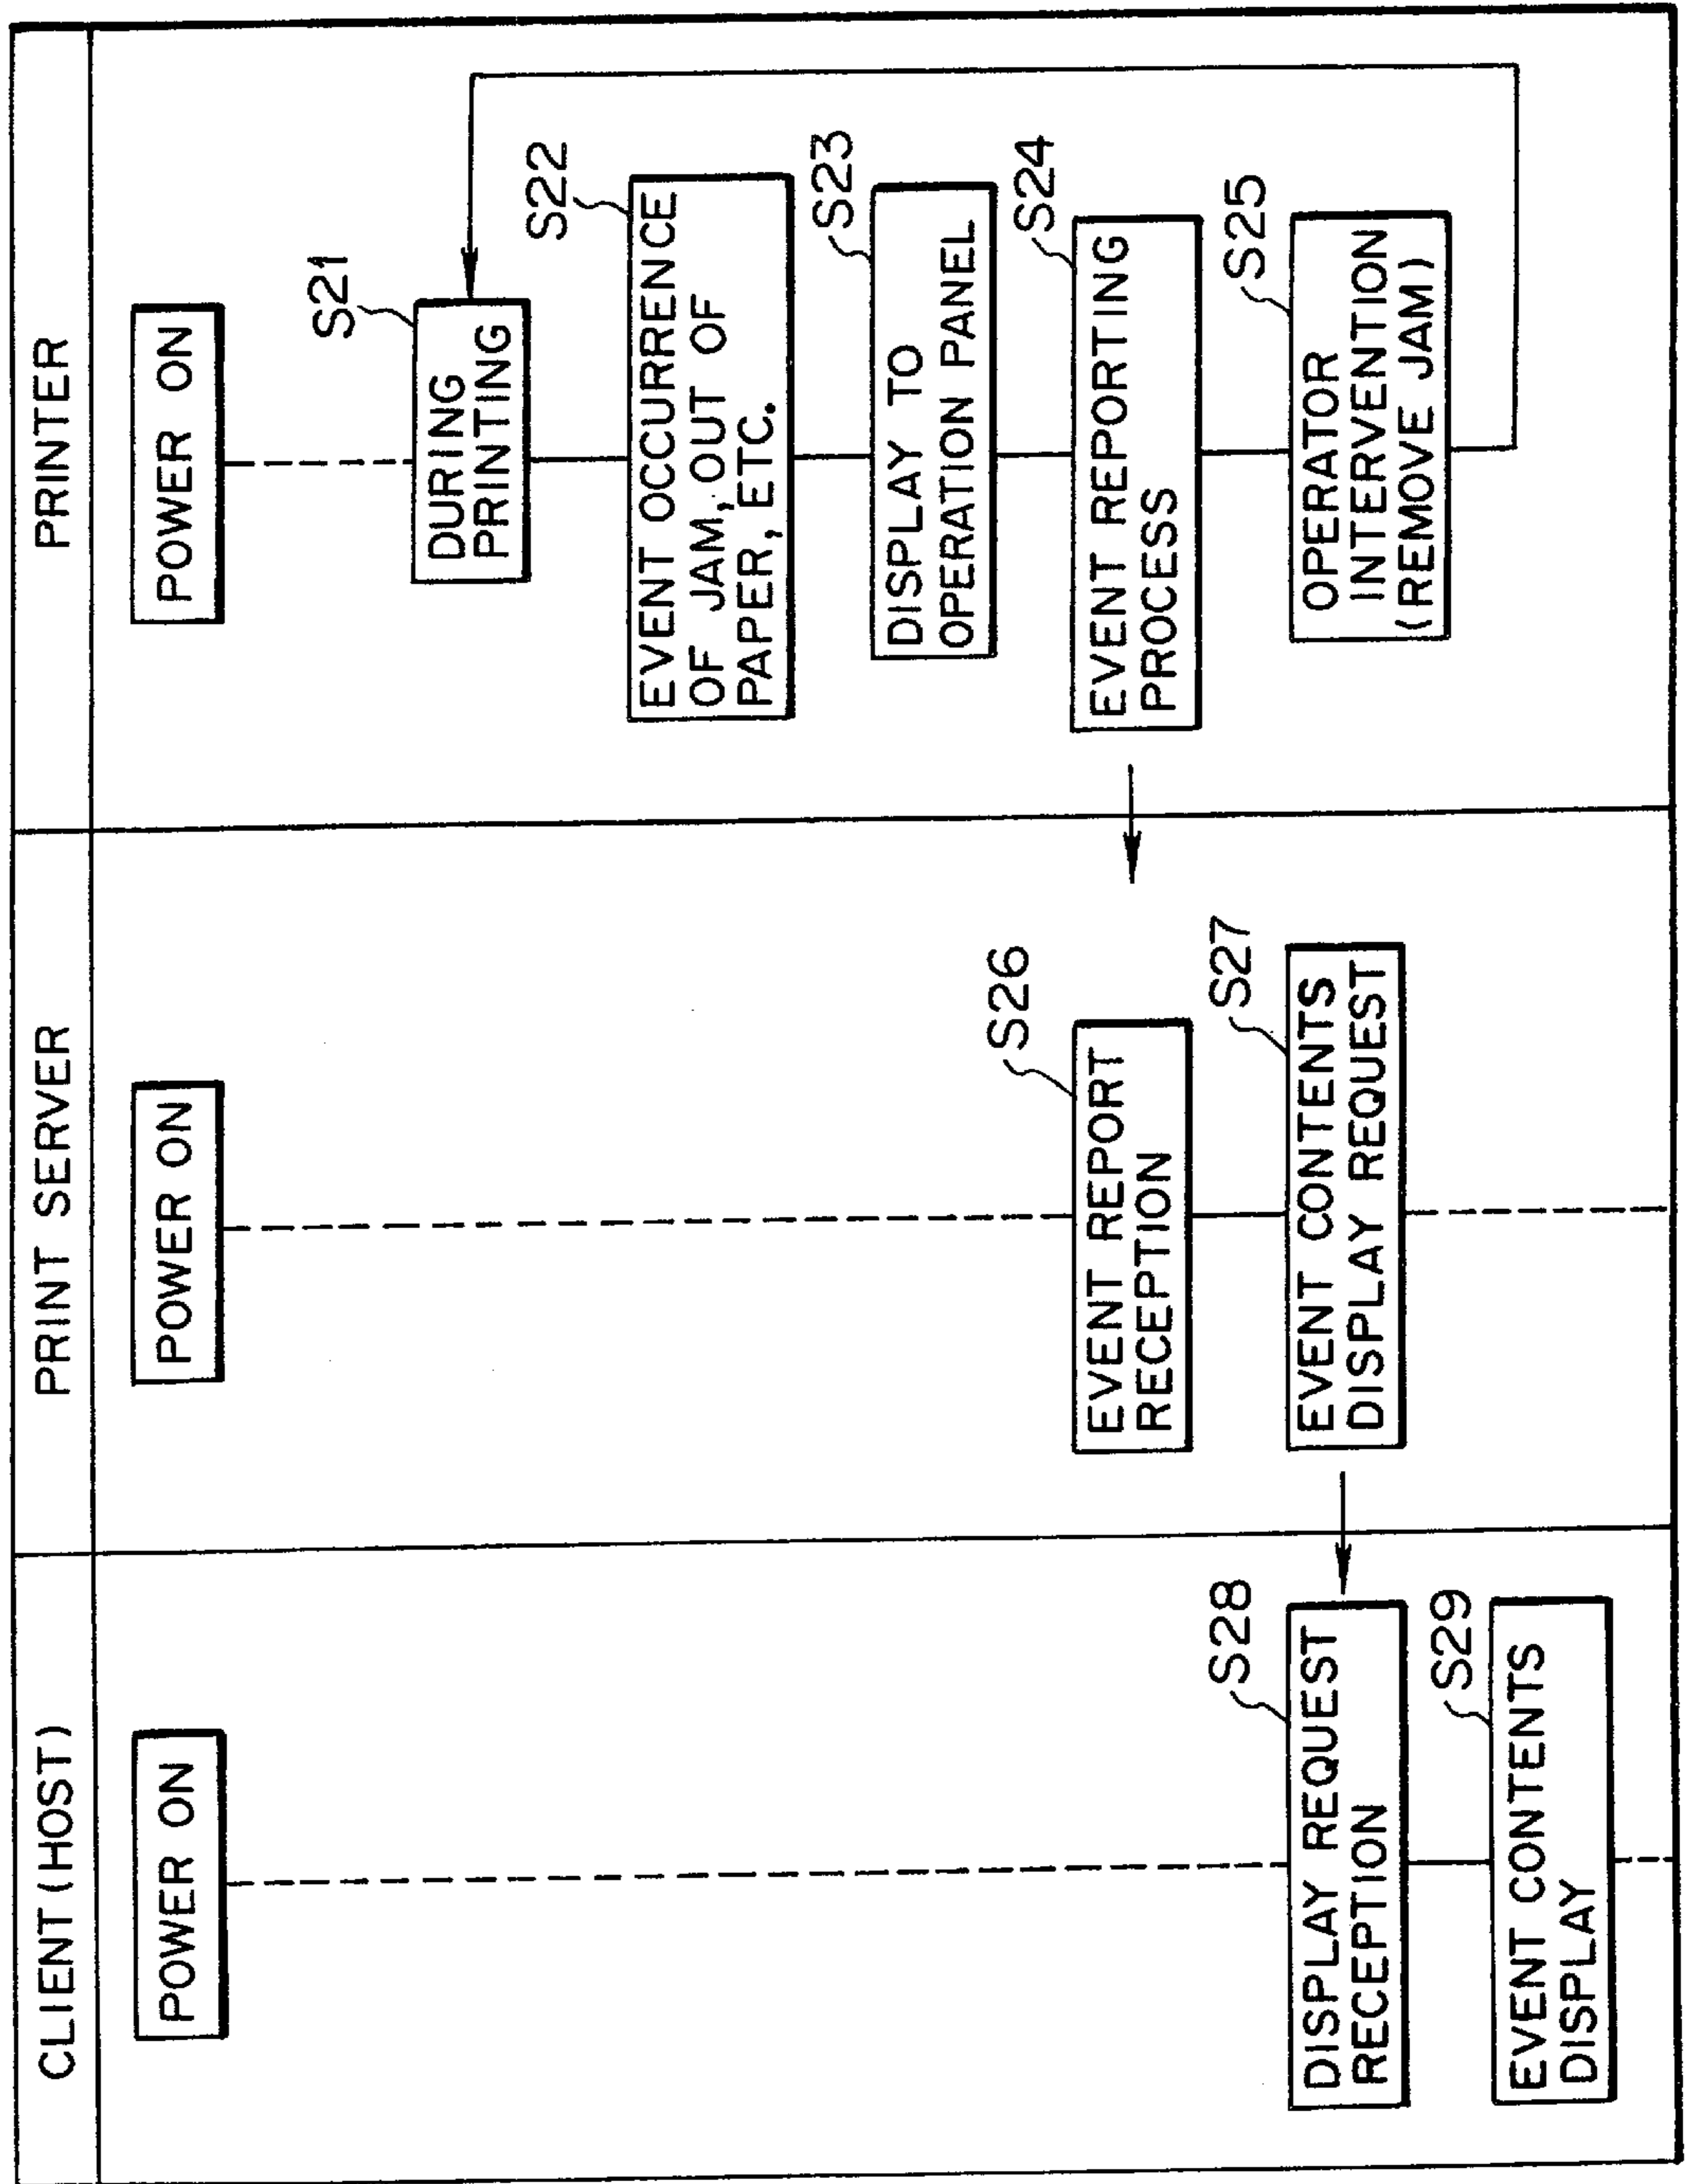 CLIENT (HOST)
PRINT SERVER
PRINTER
POWER ON
POWER ON
POWER ON
S21
DURING
PRINTING
S22
EVENT OCCURRENCE
OF JAM, OUT OF
PAPER, ETC.
S23
DISPLAY TO
OPERATION PANEL
S24
EVENT REPORTING
PROCESS
S25
OPERATOR
INTERVENTION
(REMOVE JAM)
S26
EVENT REPORT
RECEPTION
S27
EVENT CONTENTS
DISPLAY REQUEST
S28
DISPLAY REQUEST
RECEPTION
S29
EVENT CONTENTS
DISPLAY